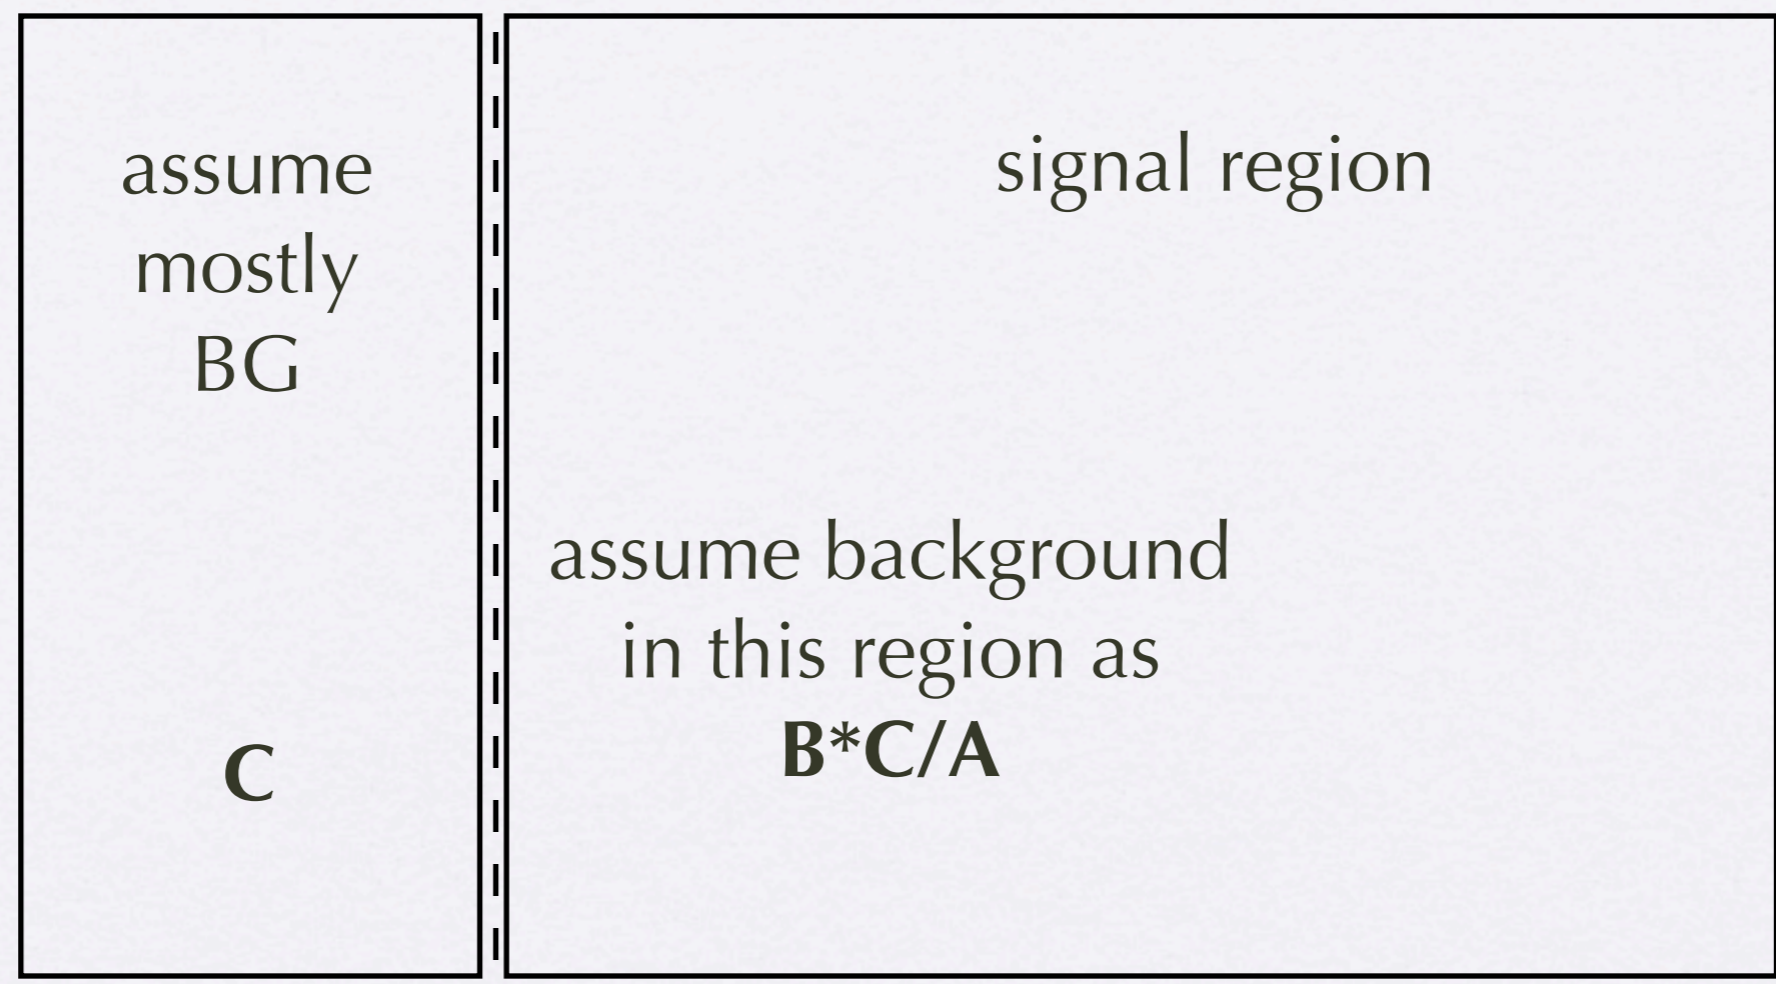 assume
mostly
BG
C
signal region
assume background
in this region as
B*C/A